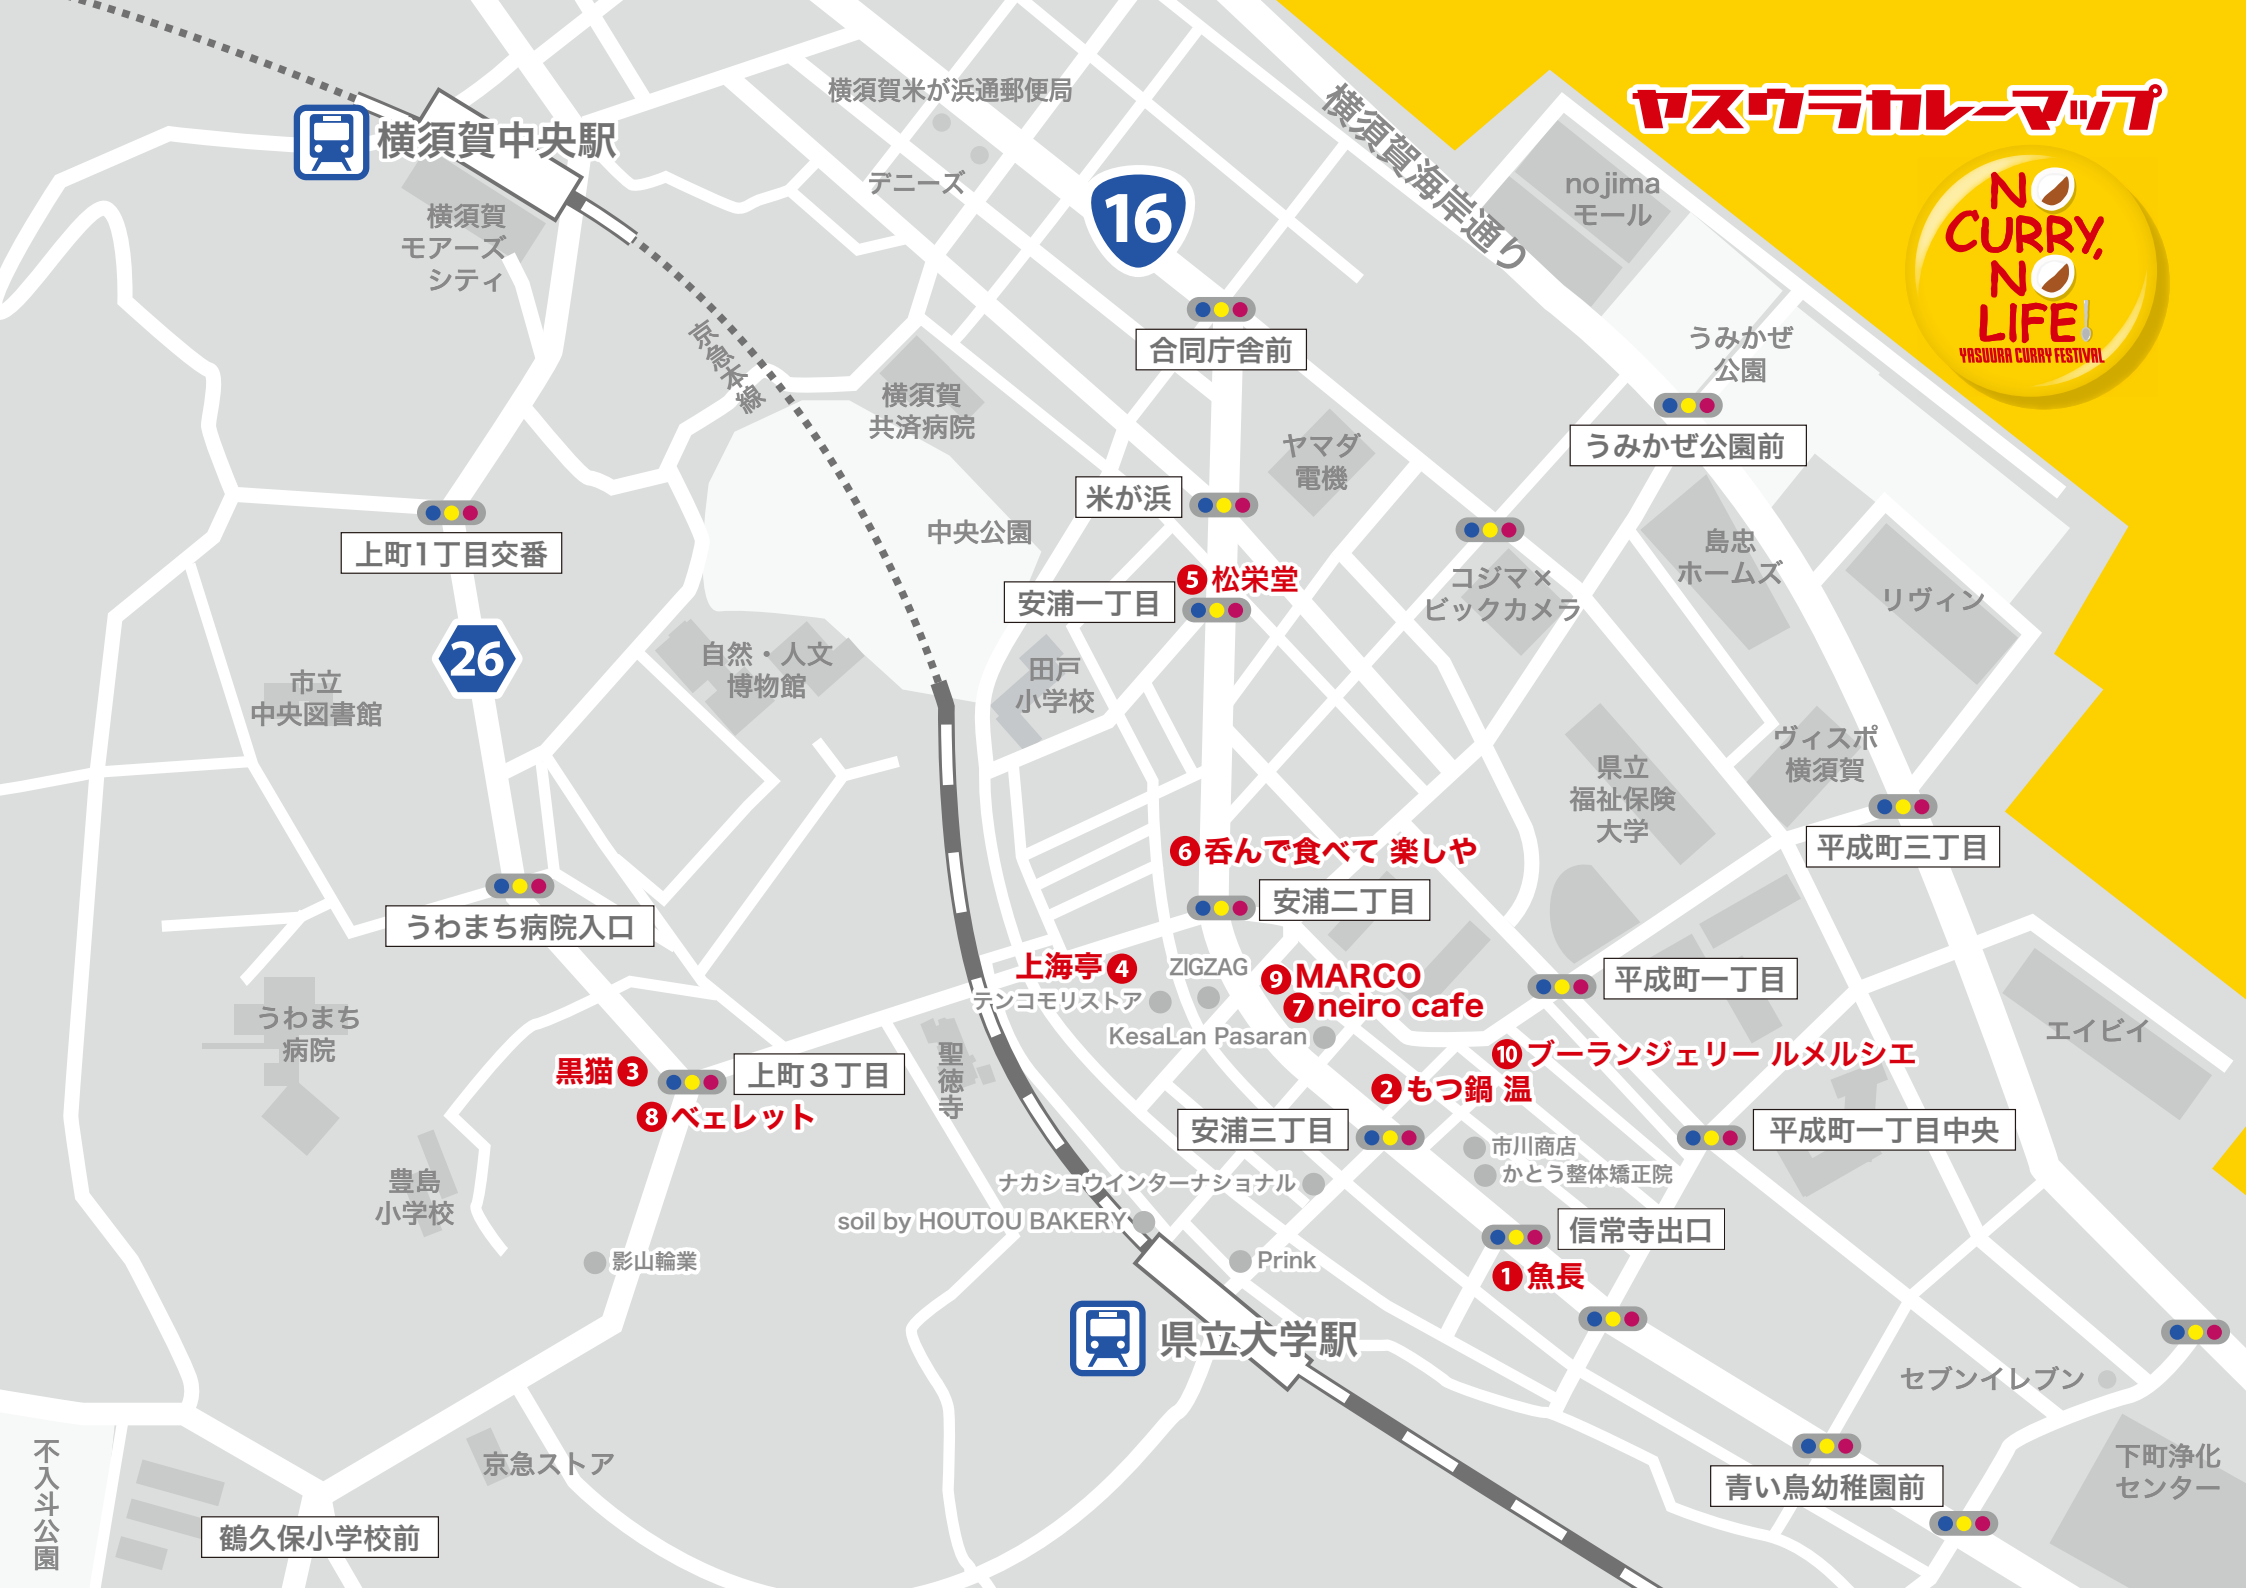 ヤスウラカレーマップ
NO
CURRY,
NO
LIFE!
YASUURA CURRY FESTIVAL
横須賀米が浜通郵便局
横須賀中央駅
デニーズ
横須賀海岸通り
nojima
モール
16
横須賀
モアーズ
シティ
京急本線
合同庁舎前
うみかぜ
公園
横須賀
共済病院
うみかぜ公園前
ヤマダ
電機
米が浜
上町1丁目交番
中央公園
島忠
ホームズ
コジマ×
ビックカメラ
5 松栄堂
安浦一丁目
リヴィン
26
自然・人文
博物館
田戸
小学校
市立
中央図書館
県立
福祉保険
大学
ヴィスポ
横須賀
平成町三丁目
6 呑んで食べて 楽しや
安浦二丁目
うわまち病院入口
上海亭 4
ZIGZAG
9 MARCO
平成町一丁目
テンコモリストア
7 neiro cafe
KesaLan Pasaran
うわまち
病院
エイビイ
10 ブーランジェリー ルメルシエ
黒猫 3
上町３丁目
聖徳寺
2 もつ鍋 温
8 ベェレット
安浦三丁目
平成町一丁目中央
市川商店
かとう整体矯正院
豊島
小学校
ナカショウインターナショナル
soil by HOUTOU BAKERY
信常寺出口
影山輪業
Prink
1 魚長
県立大学駅
セブンイレブン
京急ストア
不入斗公園
下町浄化
センター
青い鳥幼稚園前
鶴久保小学校前